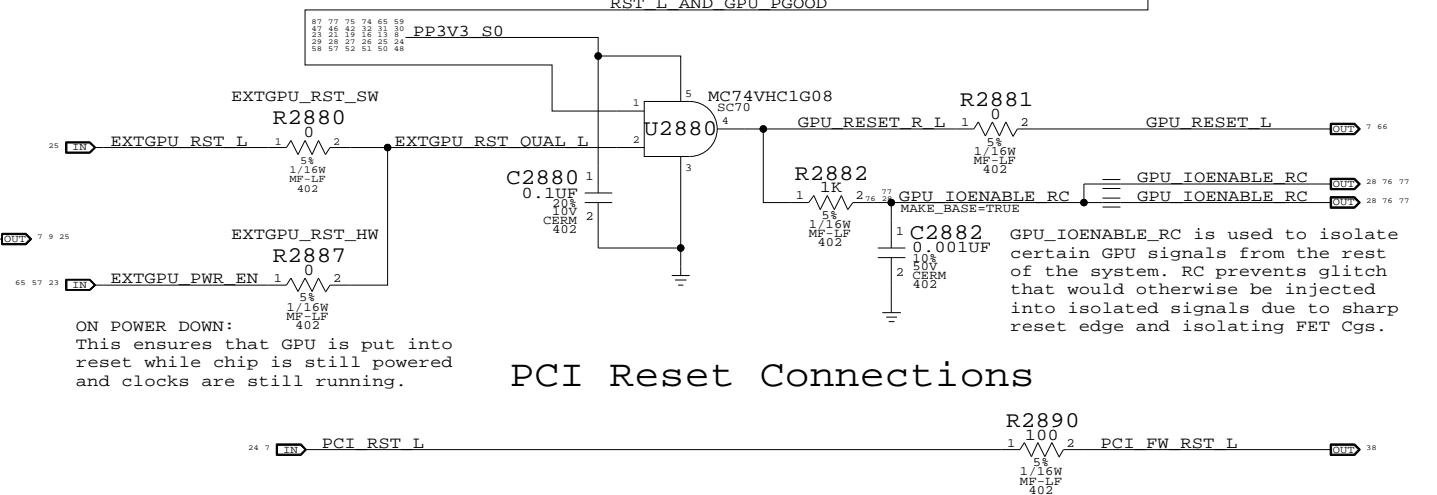 RST_L_AND_GPU_PGOOD
87 77 75 74 65 59
47 46 42 32 31 30
23 21 19 16 13 8
29 28 27 26 25 24
58 57 52 51 50 48
PP3V3_S0
EXTGPU_RST_SW
R2880
0
25 IN EXTGPU_RST_L 1 2 EXTGPU_RST_QUAL_L
5%
1/16W
MF-LF
402
1 5 MC74VHC1G08
SC70
U2880
2 4
3
C2880 1
0.1UF
20%
10V
CERM 2
402
GPU_RESET_R_L
R2881
0
1 2
5%
1/16W
MF-LF
402
GPU_RESET_L OUT 7 66
R2882
1K
1 2
5%
1/16W
MF-LF
402
77
76 28 GPU_IOENABLE_RC
MAKE_BASE=TRUE
GPU_IOENABLE_RC OUT 28 76 77
GPU_IOENABLE_RC OUT 28 76 77
1 C2882
0.001UF
10%
50V
2 CERM
402
GPU_IOENABLE_RC is used to isolate
certain GPU signals from the rest
of the system. RC prevents glitch
that would otherwise be injected
into isolated signals due to sharp
reset edge and isolating FET Cgs.
OUT 7 9 25
EXTGPU_RST_HW
R2887
0
65 57 23 IN EXTGPU_PWR_EN 1 2
5%
1/16W
MF-LF
402
ON POWER DOWN:
This ensures that GPU is put into
reset while chip is still powered
and clocks are still running.
PCI Reset Connections
R2890
100
24 7 IN PCI_RST_L 1 2 PCI_FW_RST_L OUT 38
5%
1/16W
MF-LF
402